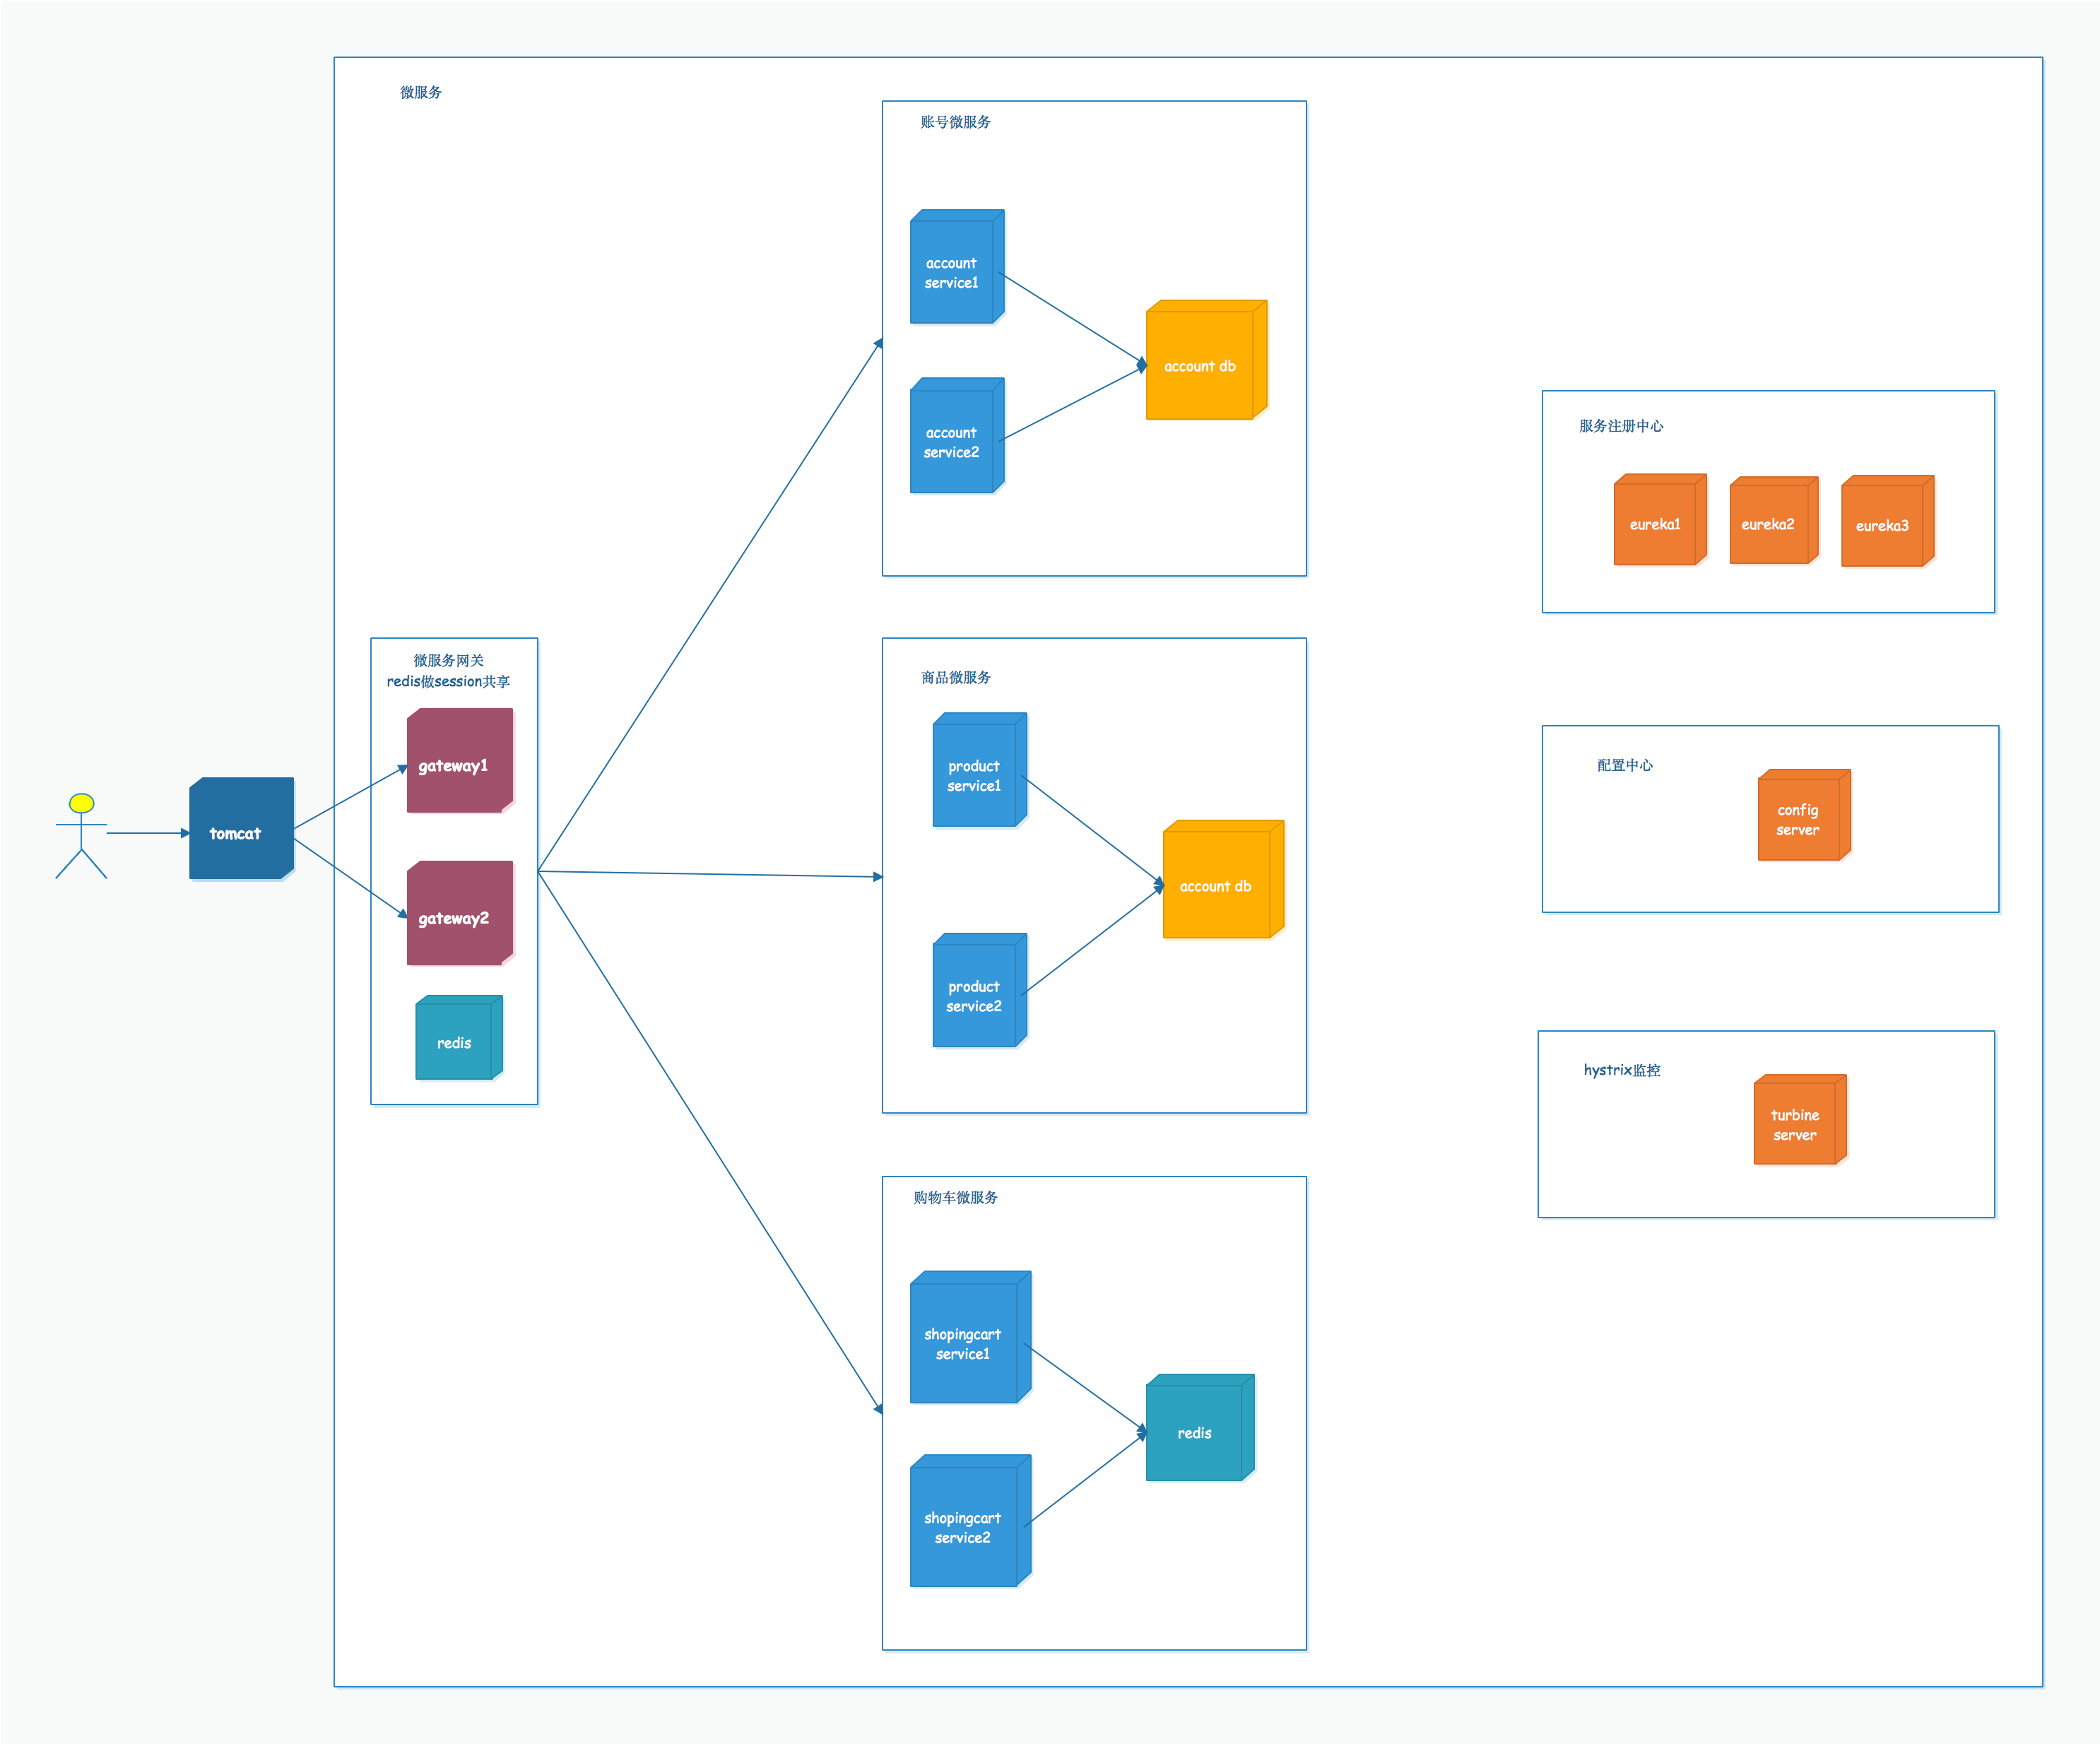 微服务
账号微服务
account
service1
account
service2
account db
微服务网关
redis做session共享
gateway1
gateway2
redis
tomcat
商品微服务
product
service1
product
service2
account db
购物车微服务
shopingcart
service1
shopingcart
service2
redis
服务注册中心
eureka1
eureka2
eureka3
配置中心
config
server
hystrix监控
turbine
server